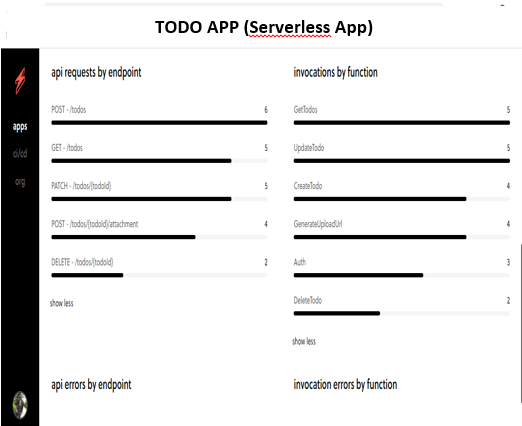 TODO APP (Serverless App)
apps
ci/cd
org
api requests by endpoint
POST - /todos 6
GET - /todos 5
PATCH - /todos/{todoId} 5
POST - /todos/{todoId}/attachment 4
DELETE - /todos/{todoId} 2
show less
api errors by endpoint
invocations by function
GetTodos 5
UpdateTodo 5
CreateTodo 4
GenerateUploadUrl 4
Auth 3
DeleteTodo 2
show less
invocation errors by function